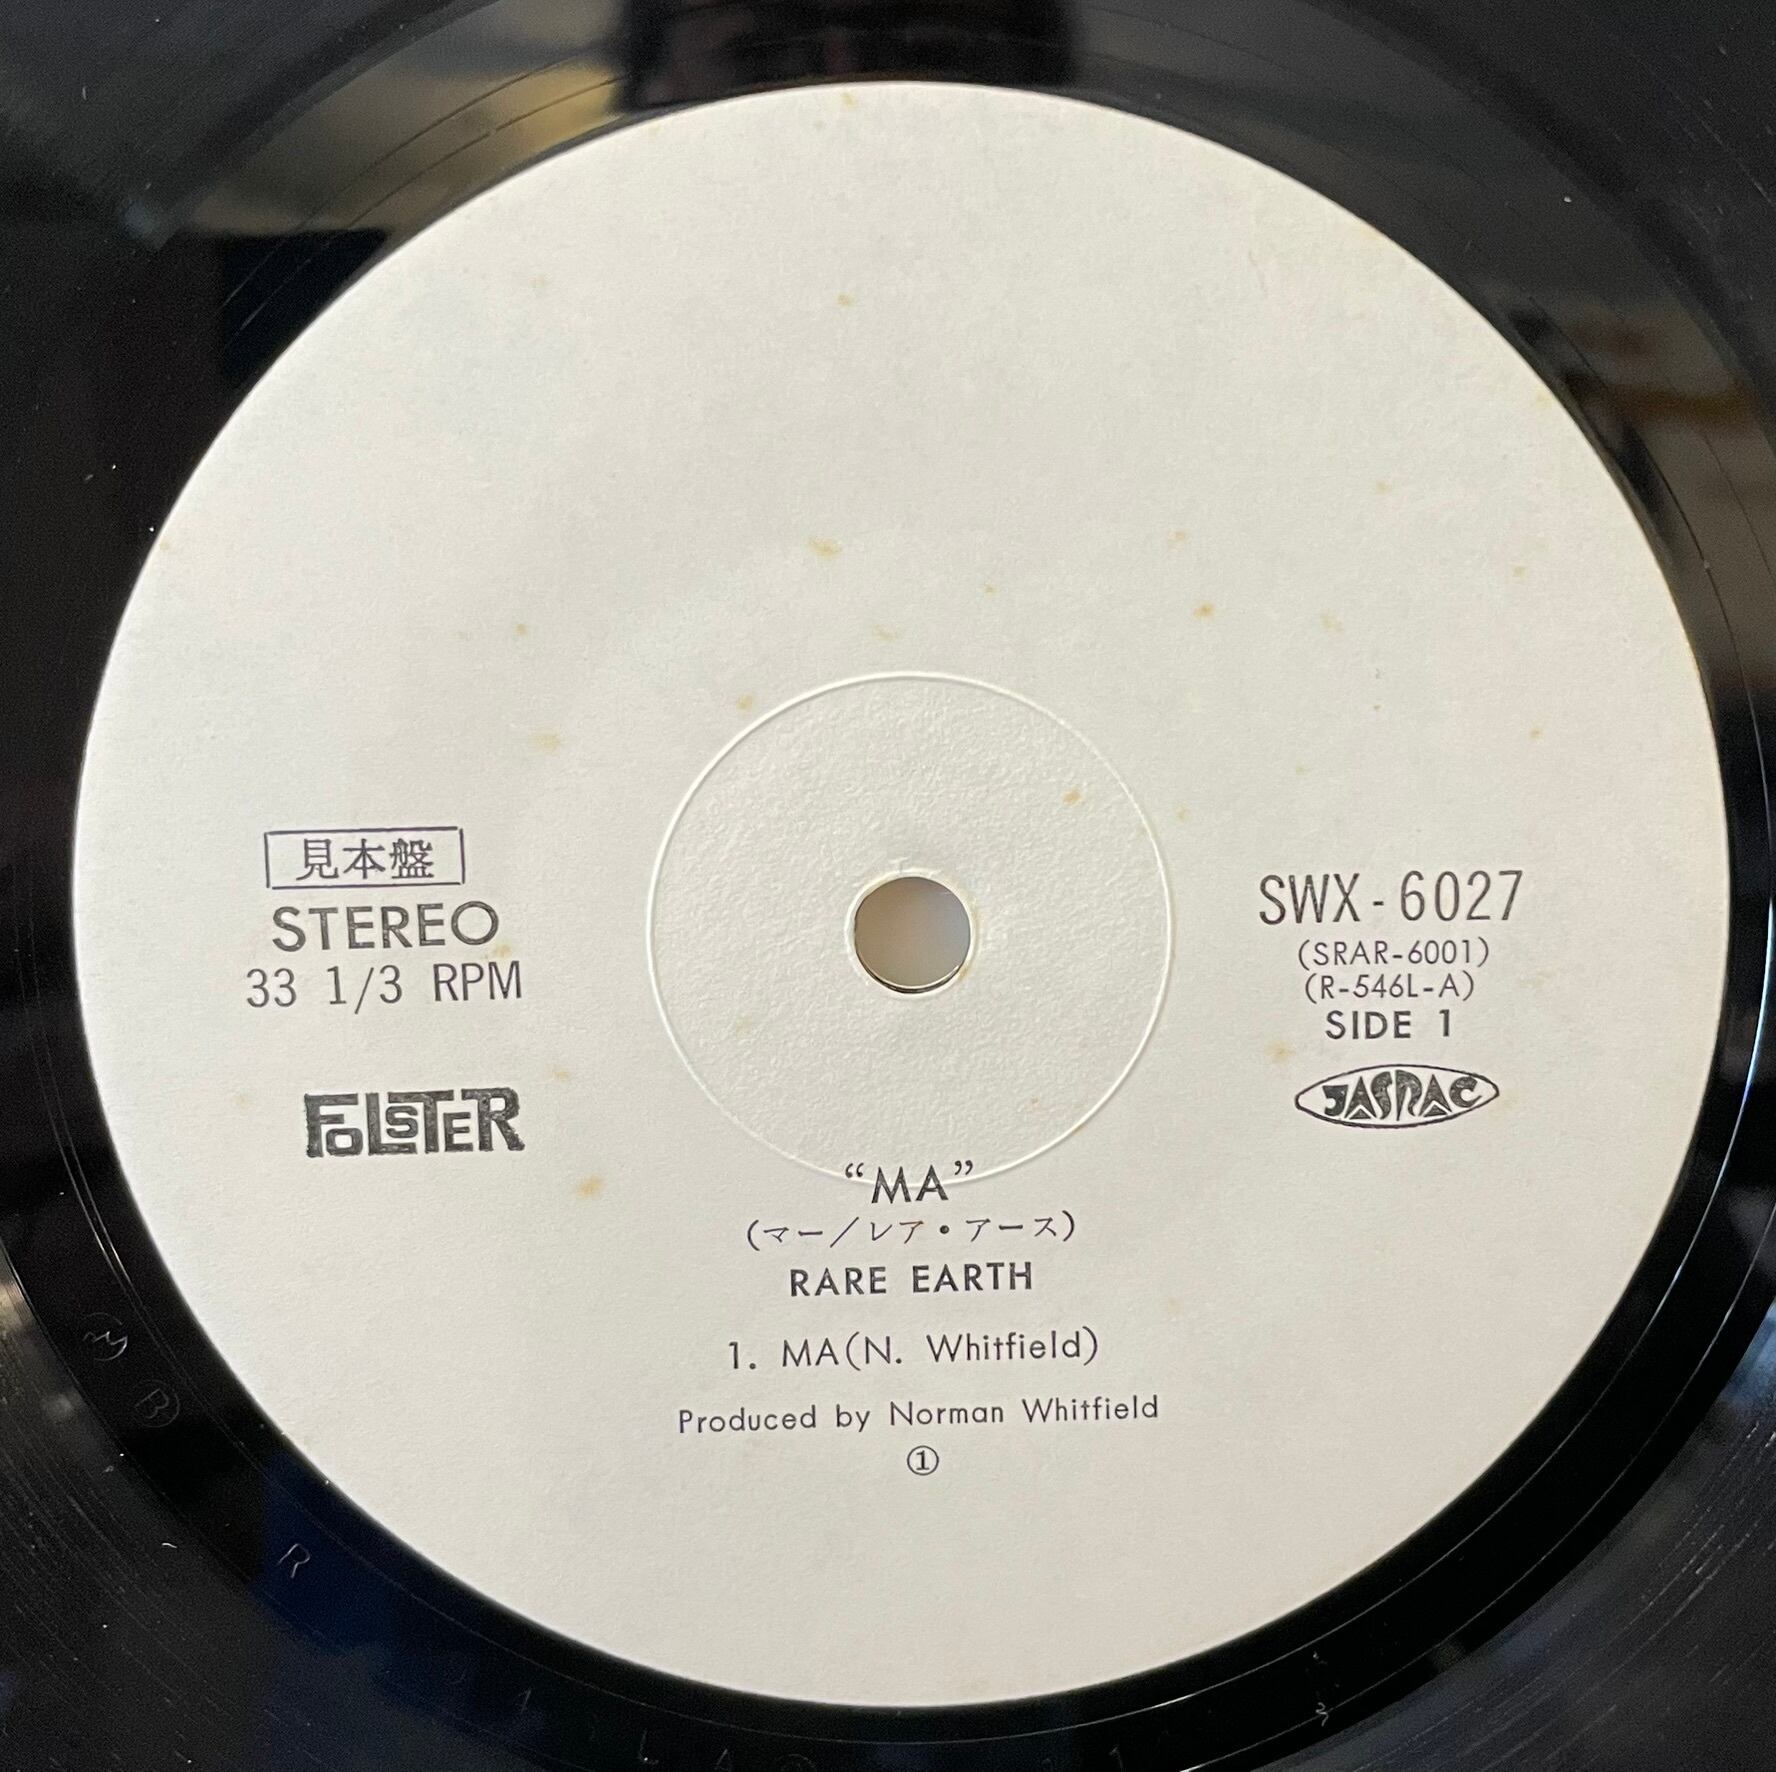 見本盤
STEREO
33 1/3 RPM
FOLSTER
SWX-6027
(SRAR-6001)
(R-546L-A)
SIDE 1
JASRAC
“MA”
(マー／レア・アース)
RARE EARTH
1. MA(N. Whitfield)
Produced by Norman Whitfield
①
M
B
R